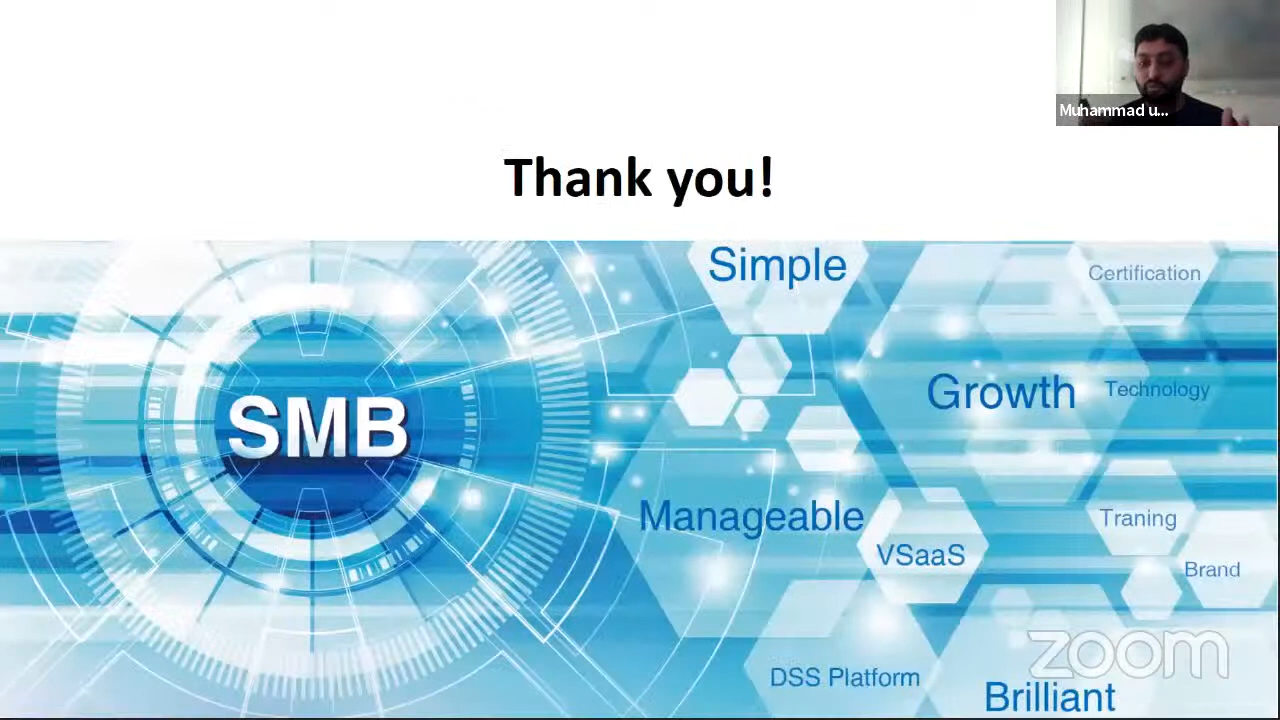 Muhammad u...
Thank you!
Simple
Certification
SMB
Growth
Technology
Manageable
Traning
VSaaS
Brand
zoom
DSS Platform
Brilliant